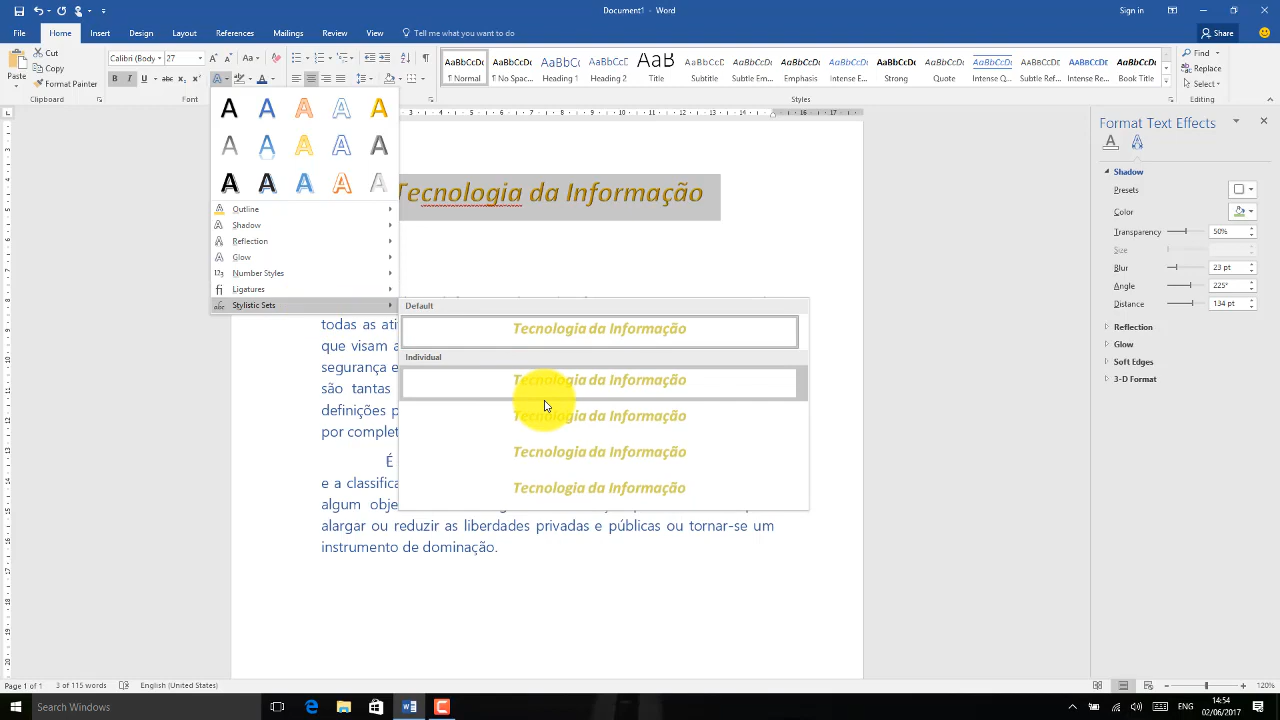 Document1 - Word
Sign in
File
Home
Insert
Design
Layout
References
Mailings
Review
View
Tell me what you want to do
Share
Paste
Cut
Copy
Format Painter
Clipboard
Calibri (Body
27
Font
AaBbCcDc
¶ Normal
AaBbCcDc
¶ No Spac...
AaBbCc
Heading 1
AaBbCc
Heading 2
AaB
Title
AaBbCcD
Subtitle
AaBbCcDc
Subtle Em...
AaBbCcDc
Emphasis
AaBbCcDc
Intense E...
AaBbCcDc
Strong
AaBbCcDc
Quote
AaBbCcDc
Intense Q...
AaBbCcDc
Subtle Ref...
AaBbCcDc
Intense Re...
AaBbCcDc
Book Title
Styles
Find
Replace
Select
Editing
Outline
Shadow
Reflection
Glow
Number Styles
Ligatures
Stylistic Sets
Default
Tecnologia da Informação
Individual
Tecnologia da Informação
Tecnologia da Informação
Tecnologia da Informação
Tecnologia da Informação
Tecnologia da Informação
todas as ati
que visam a
segurança e
são tantas
definições p
por complet
É
e a classifica
algum obje
alargar ou reduzir as liberdades privadas e públicas ou tornar-se um
instrumento de dominação.
Format Text Effects
Shadow
Presets
Color
Transparency
50%
Size
Blur
23 pt
Angle
225°
Distance
134 pt
Reflection
Glow
Soft Edges
3-D Format
Page 1 of 1
3 of 115 words
English (United States)
120%
Search Windows
ENG
14:54
02/06/2017